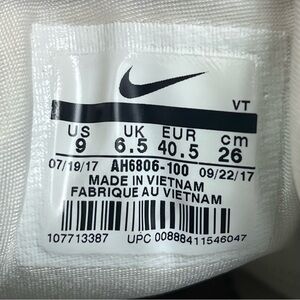 VT
US UK EUR cm
9 6.5 40.5 26
07/19/17 AH6806-100 09/22/17
MADE IN VIETNAM
FABRIQUE AU VIETNAM
107713387 UPC 00888411546047